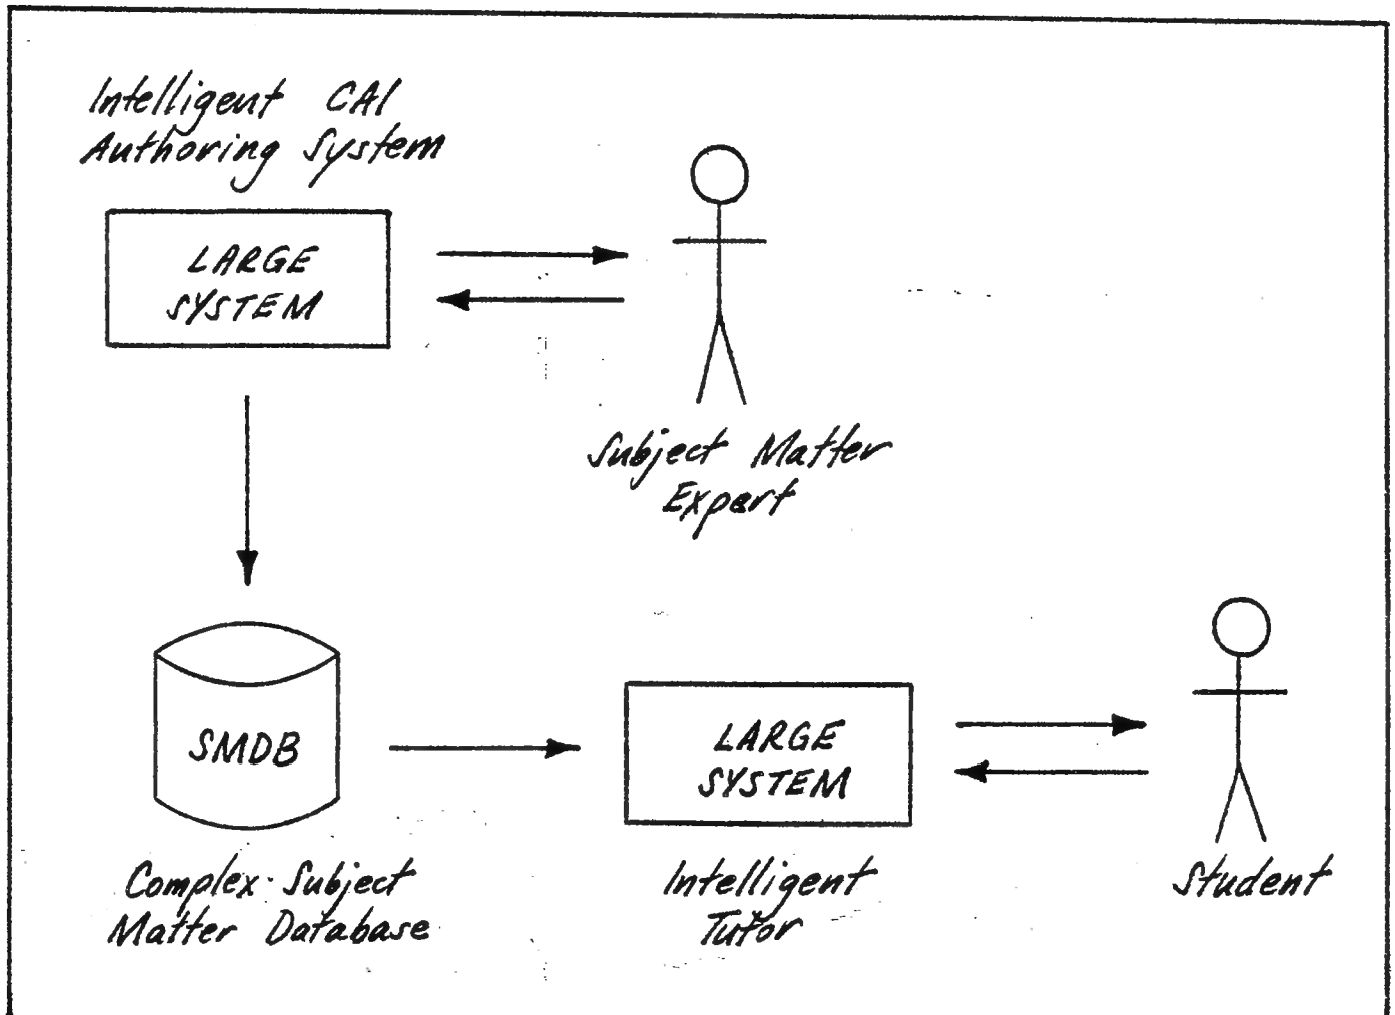 Intelligent CAI
Authoring System
LARGE
SYSTEM
Subject Matter
Expert
SMDB
Complex Subject
Matter Database
LARGE
SYSTEM
Intelligent
Tutor
Student